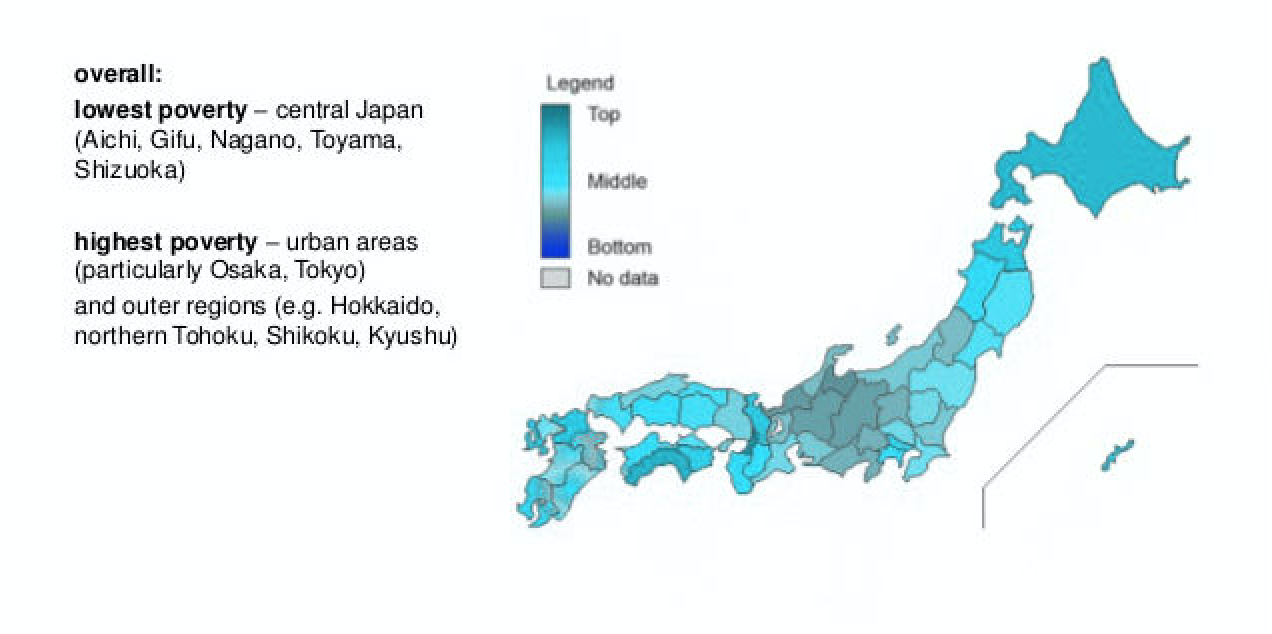 overall:
lowest poverty – central Japan
(Aichi, Gifu, Nagano, Toyama,
Shizuoka)
highest poverty – urban areas
(particularly Osaka, Tokyo)
and outer regions (e.g. Hokkaido,
northern Tohoku, Shikoku, Kyushu)
Legend
Top
Middle
Bottom
No data